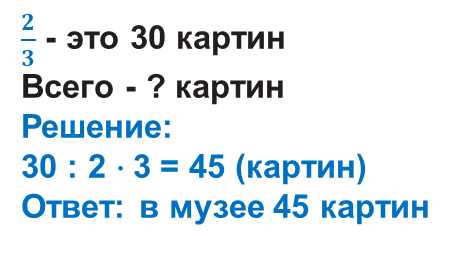 2/3 - это 30 картин
Всего - ? картин
Решение:
30 : 2 · 3 = 45 (картин)
Ответ: в музее 45 картин